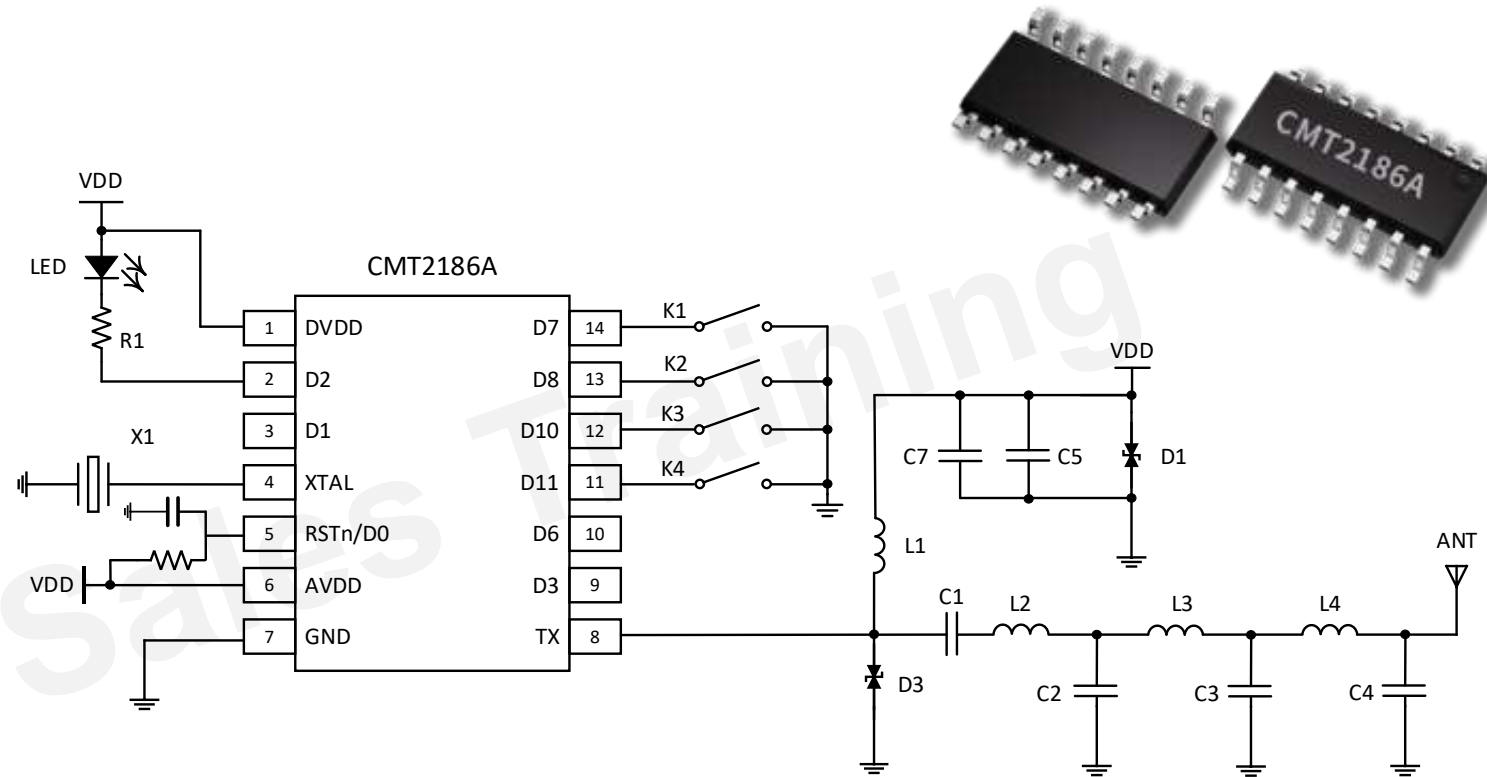 CMT2186A
VDD
LED
R1
CMT2186A
1 DVDD
2 D2
3 D1
4 XTAL
5 RSTn/D0
6 AVDD
7 GND
D7 14
D8 13
D10 12
D11 11
D6 10
D3 9
TX 8
X1
VDD
K1
K2
K3
K4
VDD
C7
C5
D1
L1
ANT
C1
L2
L3
L4
D3
C2
C3
C4
Sales Training